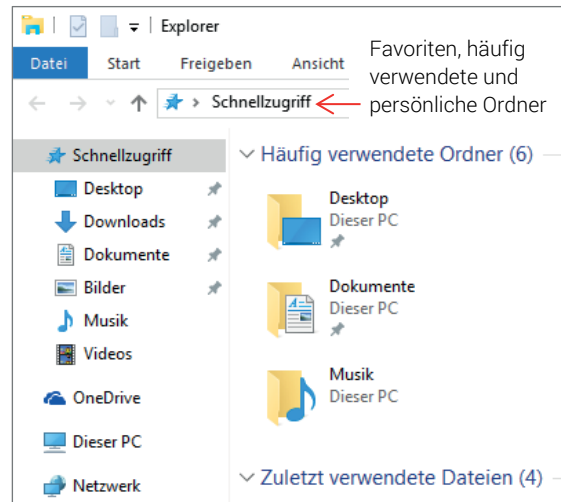 Explorer
Datei Start Freigeben Ansicht
Favoriten, häufig
verwendete und
persönliche Ordner
Schnellzugriff
Schnellzugriff
Desktop
Downloads
Dokumente
Bilder
Musik
Videos
OneDrive
Dieser PC
Netzwerk
Häufig verwendete Ordner (6)
Desktop
Dieser PC
Dokumente
Dieser PC
Musik
Dieser PC
Zuletzt verwendete Dateien (4)